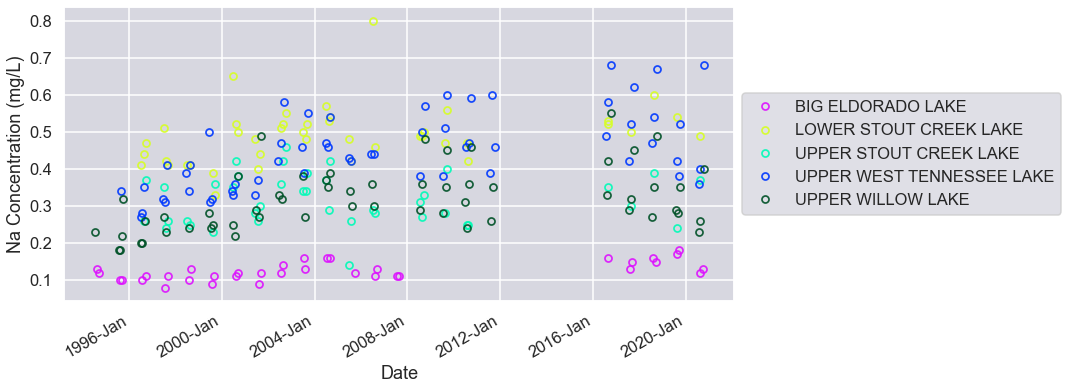 Na Concentration (mg/L)
0.8
0.7
0.6
0.5
0.4
0.3
0.2
0.1
1996-Jan
2000-Jan
2004-Jan
2008-Jan
2012-Jan
2016-Jan
2020-Jan
Date
BIG ELDORADO LAKE
LOWER STOUT CREEK LAKE
UPPER STOUT CREEK LAKE
UPPER WEST TENNESSEE LAKE
UPPER WILLOW LAKE